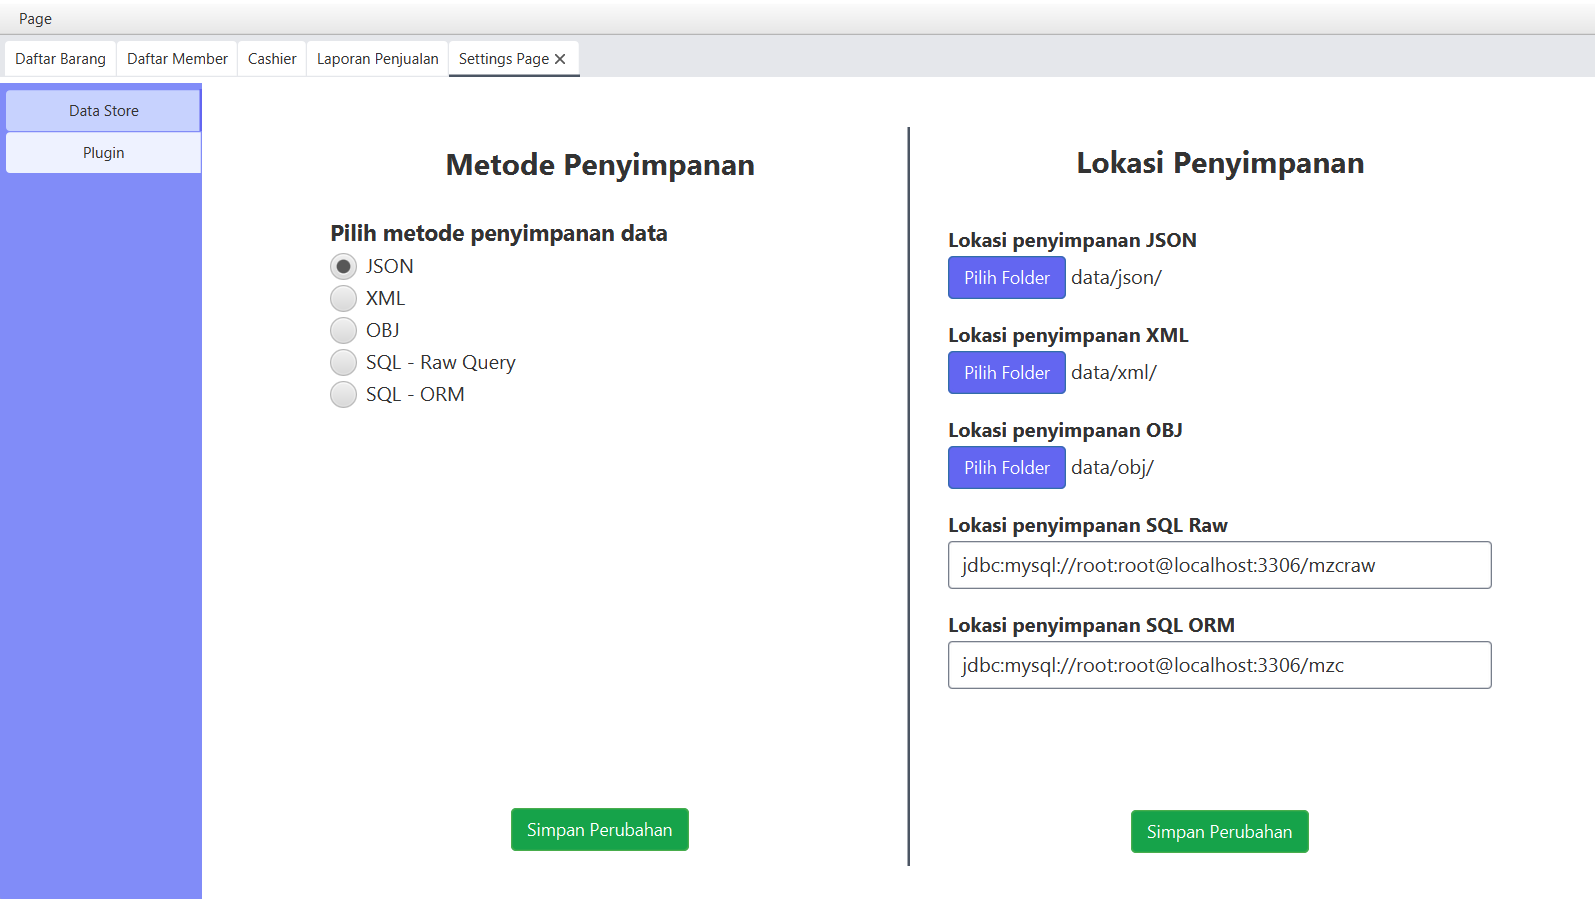 Page
Daftar Barang
Daftar Member
Cashier
Laporan Penjualan
Settings Page
Data Store
Plugin
Metode Penyimpanan
Pilih metode penyimpanan data
JSON
XML
OBJ
SQL - Raw Query
SQL - ORM
Simpan Perubahan
Lokasi Penyimpanan
Lokasi penyimpanan JSON
Pilih Folder data/json/
Lokasi penyimpanan XML
Pilih Folder data/xml/
Lokasi penyimpanan OBJ
Pilih Folder data/obj/
Lokasi penyimpanan SQL Raw
jdbc:mysql://root:root@localhost:3306/mzcraw
Lokasi penyimpanan SQL ORM
jdbc:mysql://root:root@localhost:3306/mzc
Simpan Perubahan